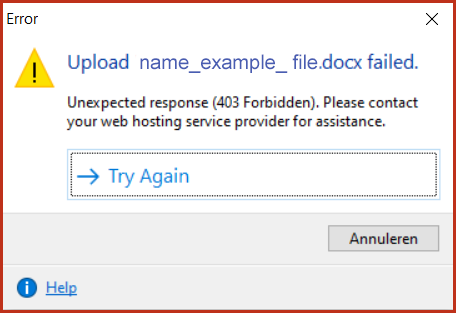 Error
Upload name_example_ file.docx failed.
Unexpected response (403 Forbidden). Please contact
your web hosting service provider for assistance.
Try Again
Annuleren
Help